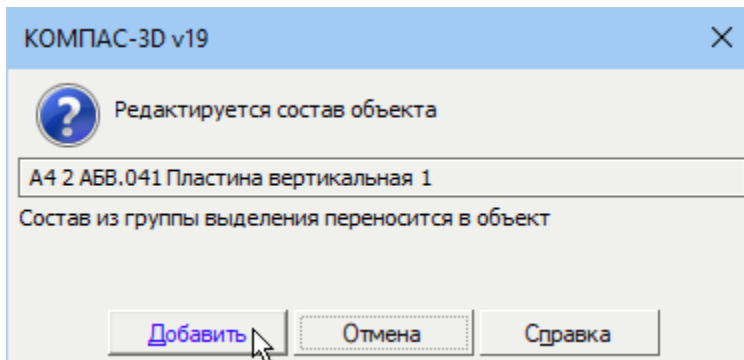 КОМПАС-3D v19
Редактируется состав объекта
А4 2 АБВ.041 Пластина вертикальная 1
Состав из группы выделения переносится в объект
Добавить Отмена Справка